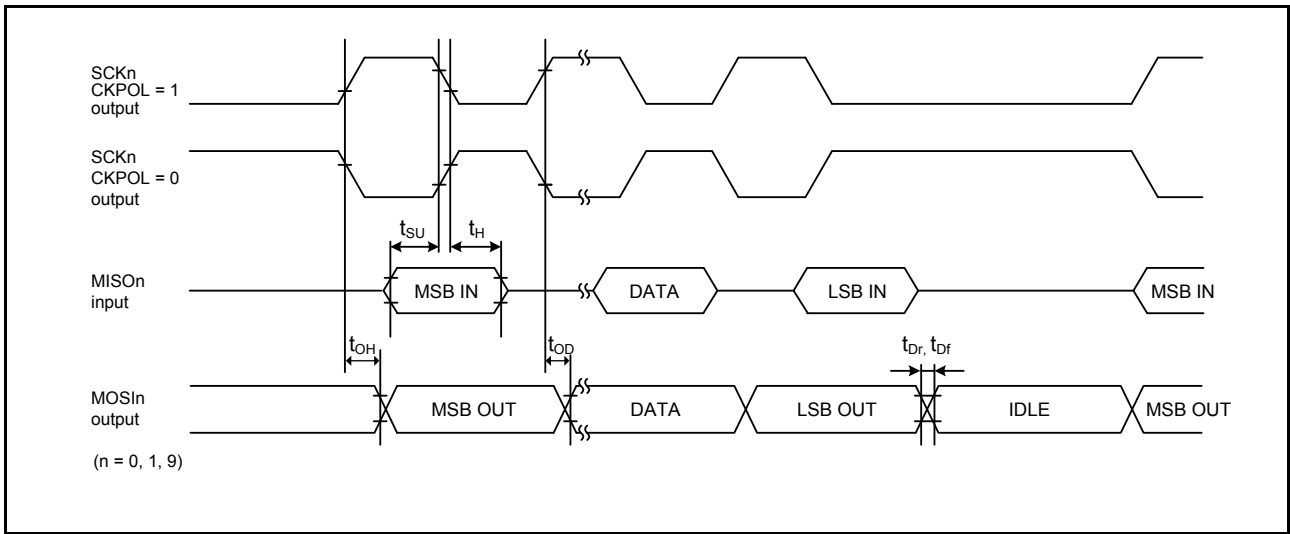 SCKn
CKPOL = 1
output
SCKn
CKPOL = 0
output
tSU
tH
MISOn
input
MSB IN
DATA
LSB IN
MSB IN
tOH
tOD
tDr, tDf
MOSIn
output
MSB OUT
DATA
LSB OUT
IDLE
MSB OUT
(n = 0, 1, 9)